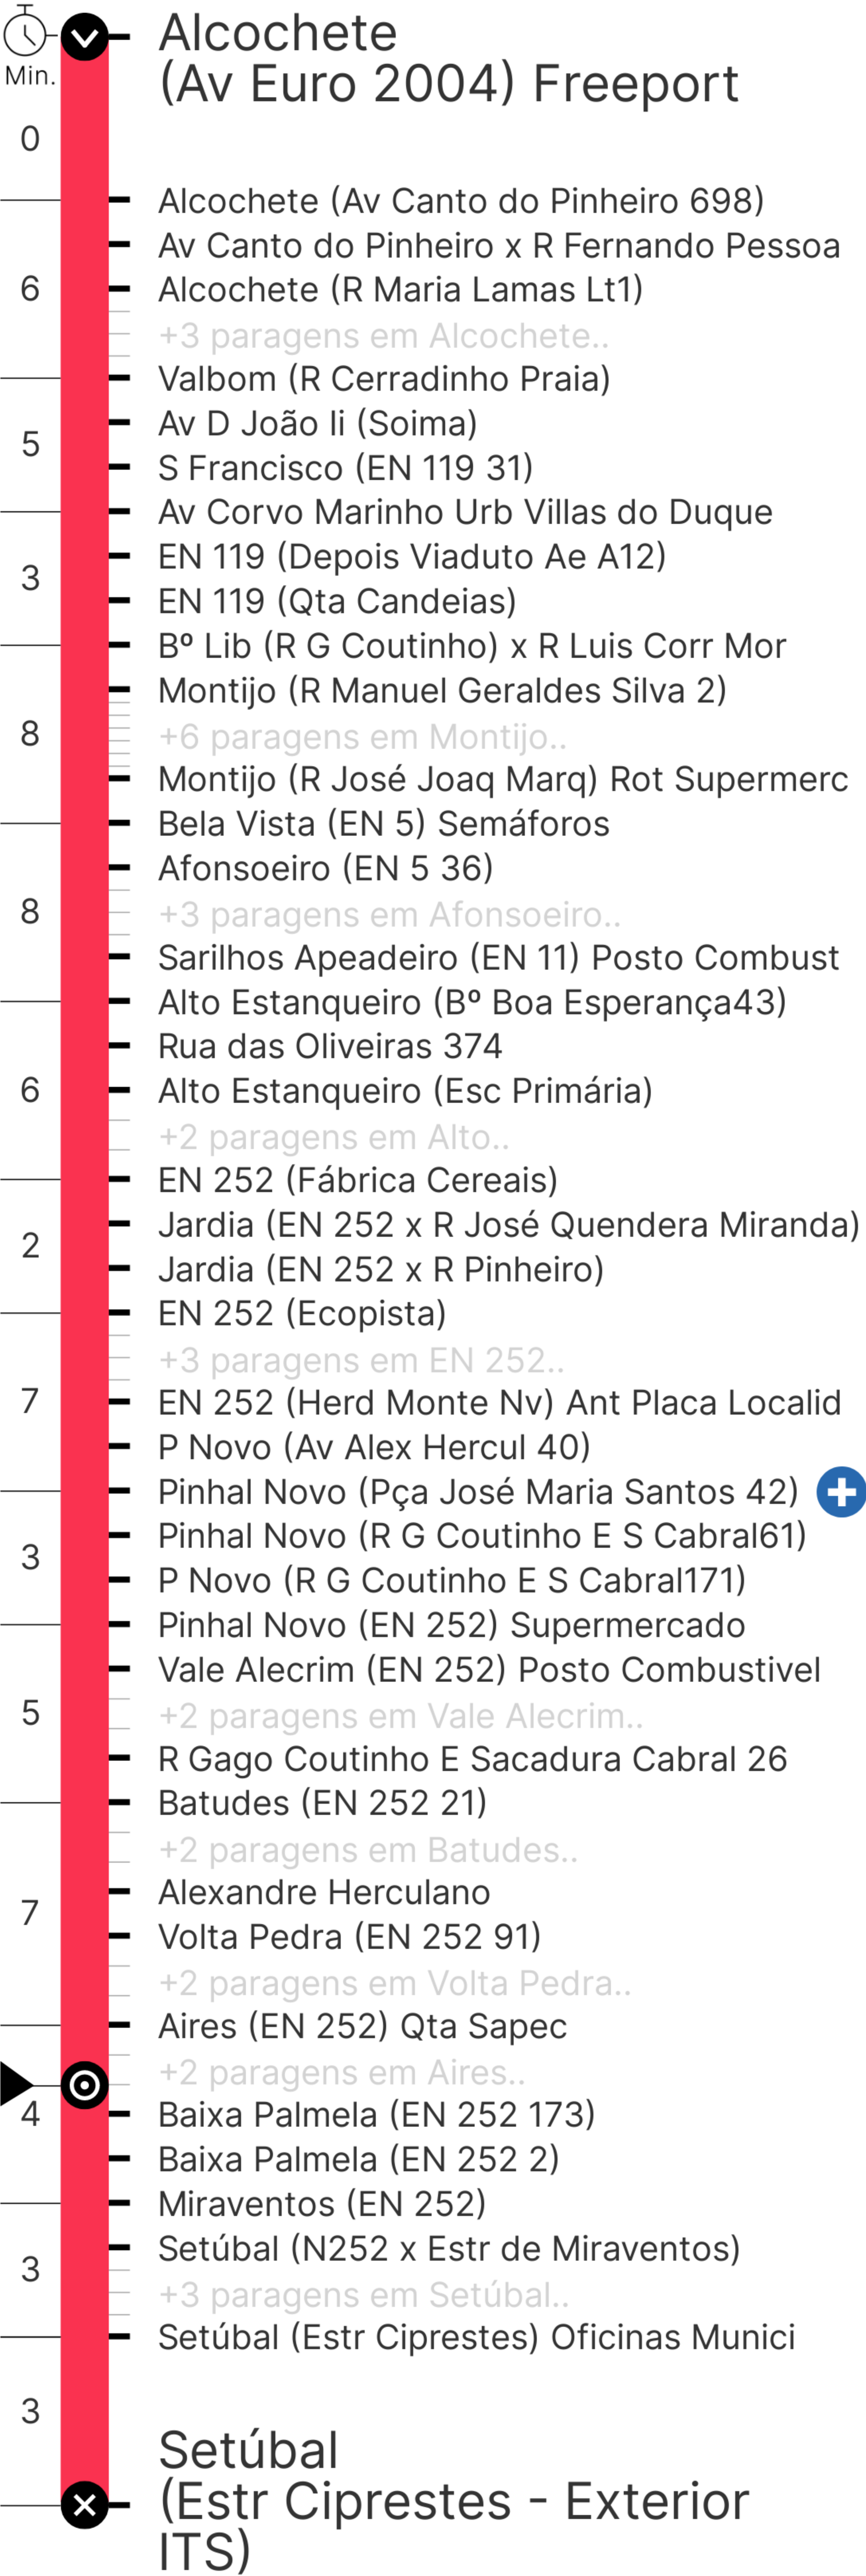 Min.
Alcochete
(Av Euro 2004) Freeport
0
Alcochete (Av Canto do Pinheiro 698)
Av Canto do Pinheiro x R Fernando Pessoa
6
Alcochete (R Maria Lamas Lt1)
+3 paragens em Alcochete..
Valbom (R Cerradinho Praia)
Av D João Ii (Soima)
5
S Francisco (EN 119 31)
Av Corvo Marinho Urb Villas do Duque
EN 119 (Depois Viaduto Ae A12)
3
EN 119 (Qta Candeias)
Bº Lib (R G Coutinho) x R Luis Corr Mor
Montijo (R Manuel Geraldes Silva 2)
8
+6 paragens em Montijo..
Montijo (R José Joaq Marq) Rot Supermerc
Bela Vista (EN 5) Semáforos
Afonsoeiro (EN 5 36)
8
+3 paragens em Afonsoeiro..
Sarilhos Apeadeiro (EN 11) Posto Combust
Alto Estanqueiro (Bº Boa Esperança43)
Rua das Oliveiras 374
6
Alto Estanqueiro (Esc Primária)
+2 paragens em Alto..
EN 252 (Fábrica Cereais)
Jardia (EN 252 x R José Quendera Miranda)
2
Jardia (EN 252 x R Pinheiro)
EN 252 (Ecopista)
+3 paragens em EN 252..
7
EN 252 (Herd Monte Nv) Ant Placa Localid
P Novo (Av Alex Hercul 40)
Pinhal Novo (Pça José Maria Santos 42)
Pinhal Novo (R G Coutinho E S Cabral61)
3
P Novo (R G Coutinho E S Cabral171)
Pinhal Novo (EN 252) Supermercado
Vale Alecrim (EN 252) Posto Combustivel
5
+2 paragens em Vale Alecrim..
R Gago Coutinho E Sacadura Cabral 26
Batudes (EN 252 21)
+2 paragens em Batudes..
Alexandre Herculano
7
Volta Pedra (EN 252 91)
+2 paragens em Volta Pedra..
Aires (EN 252) Qta Sapec
+2 paragens em Aires..
4
Baixa Palmela (EN 252 173)
Baixa Palmela (EN 252 2)
Miraventos (EN 252)
Setúbal (N252 x Estr de Miraventos)
3
+3 paragens em Setúbal..
Setúbal (Estr Ciprestes) Oficinas Munici
3
Setúbal
(Estr Ciprestes - Exterior
ITS)